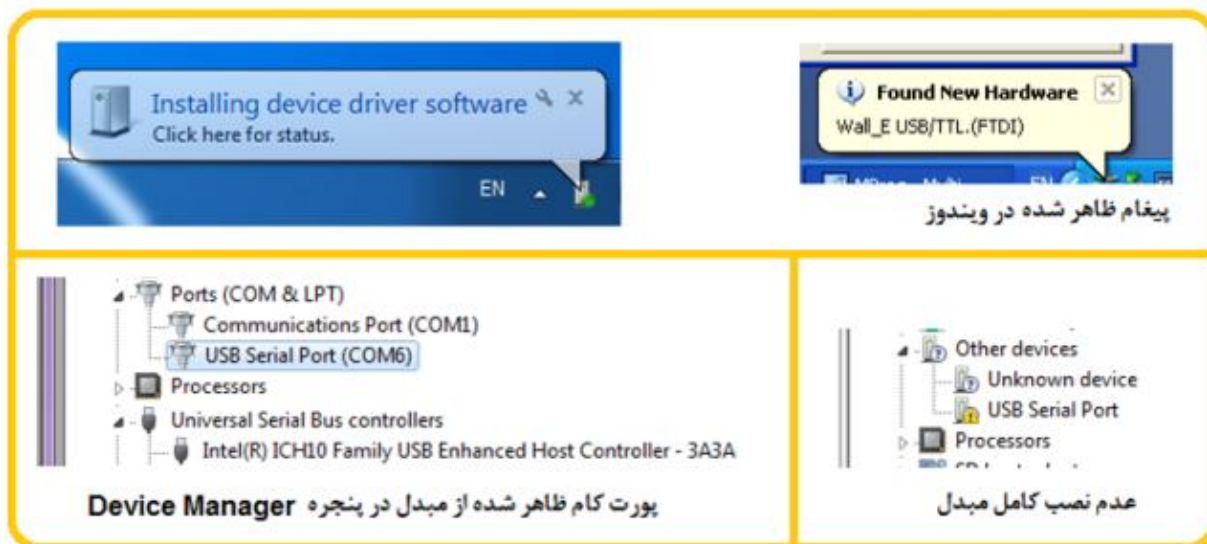 Installing device driver software
Click here for status.
EN
Found New Hardware
Wall_E USB/TTL.(FTDI)
پیغام ظاهر شده در ویندوز
Ports (COM & LPT)
Communications Port (COM1)
USB Serial Port (COM6)
Processors
Universal Serial Bus controllers
Intel(R) ICH10 Family USB Enhanced Host Controller - 3A3A
پورت کام ظاهر شده از مبدل در پنجره Device Manager
Other devices
Unknown device
USB Serial Port
Processors
عدم نصب کامل مبدل